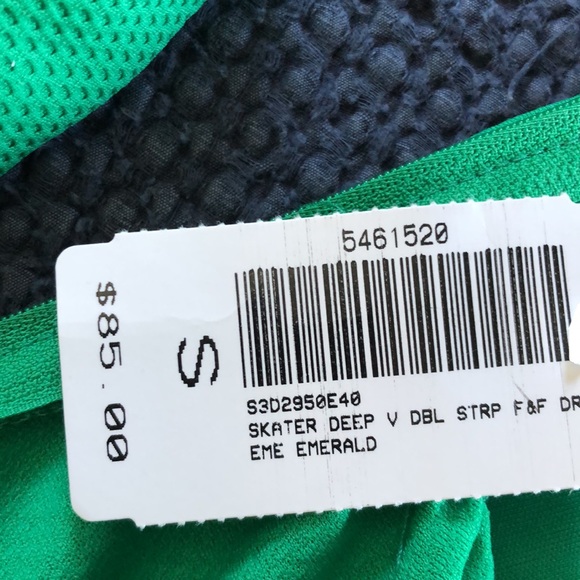 5461520
$85.00
S
S3D2950E40
SKATER DEEP V DBL STRP F&F DR
EME EMERALD